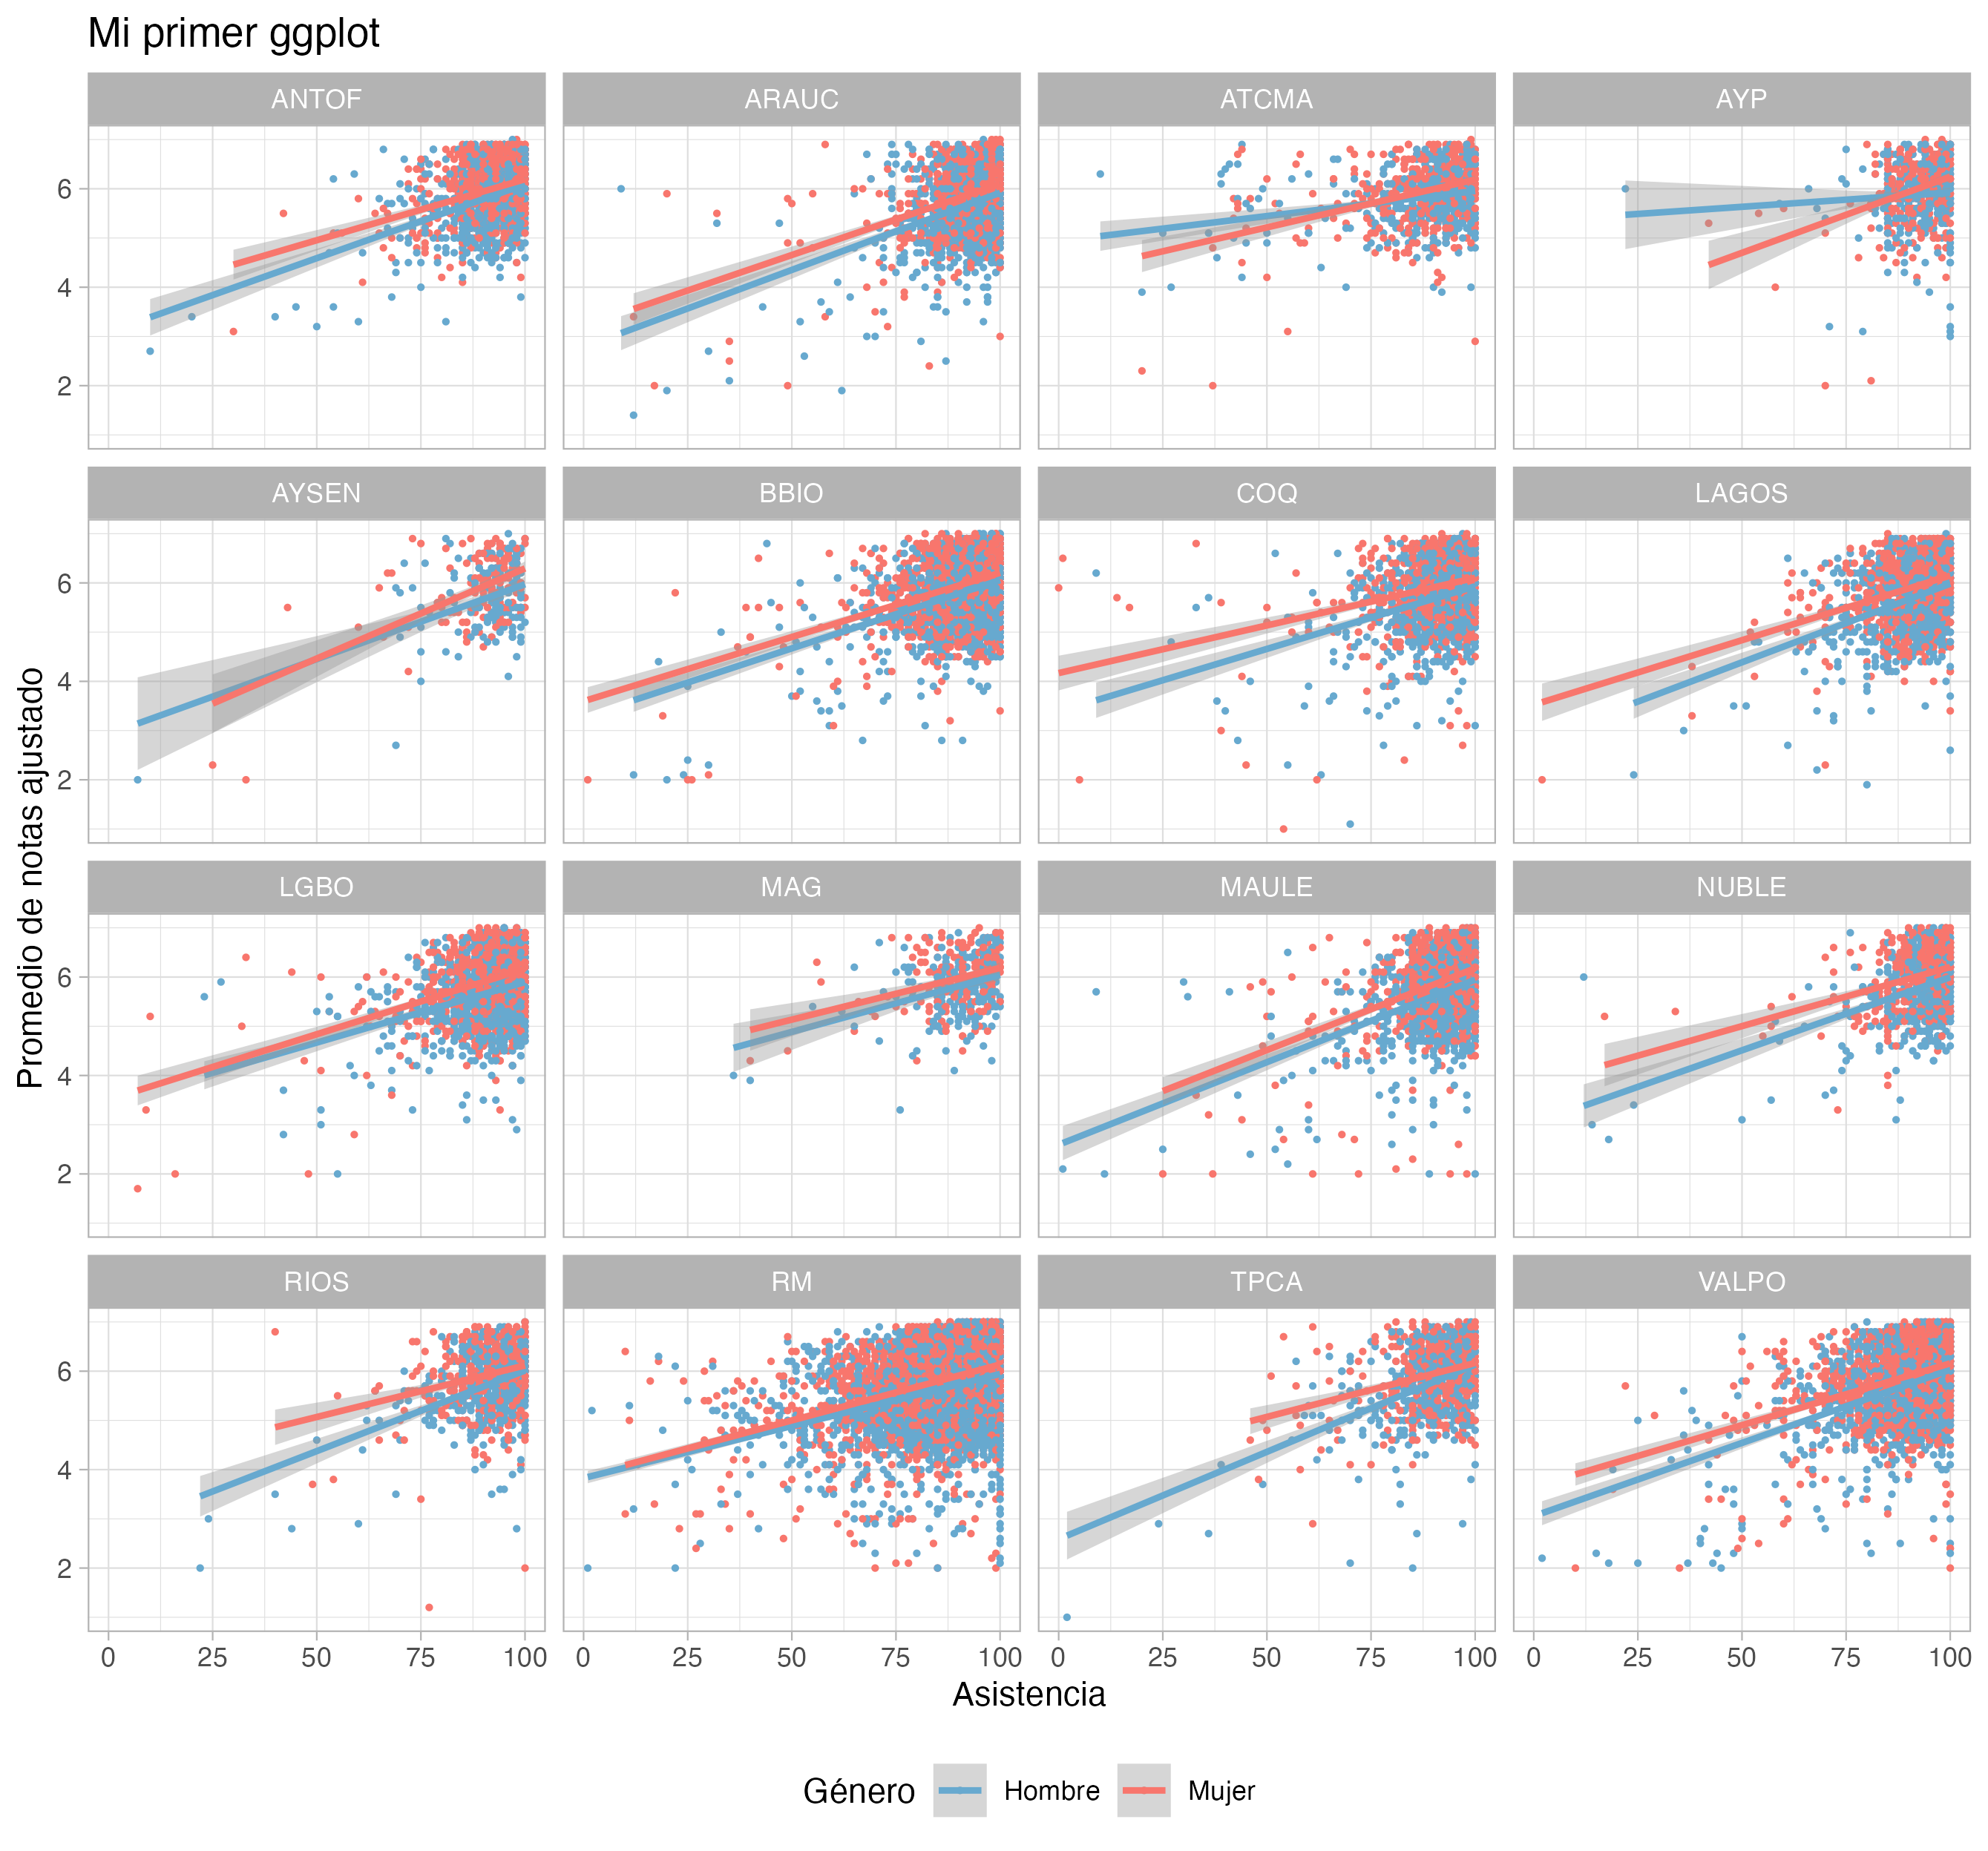 Mi primer ggplot
ANTOF ARAUC ATCMA AYP
6
4
2
AYSEN BBIO COQ LAGOS
6
4
2
LGBO MAG MAULE NUBLE
6
4
2
RIOS RM TPCA VALPO
6
4
2
0 25 50 75 100 0 25 50 75 100 0 25 50 75 100 0 25 50 75 100
Promedio de notas ajustado
Asistencia
Género Hombre Mujer